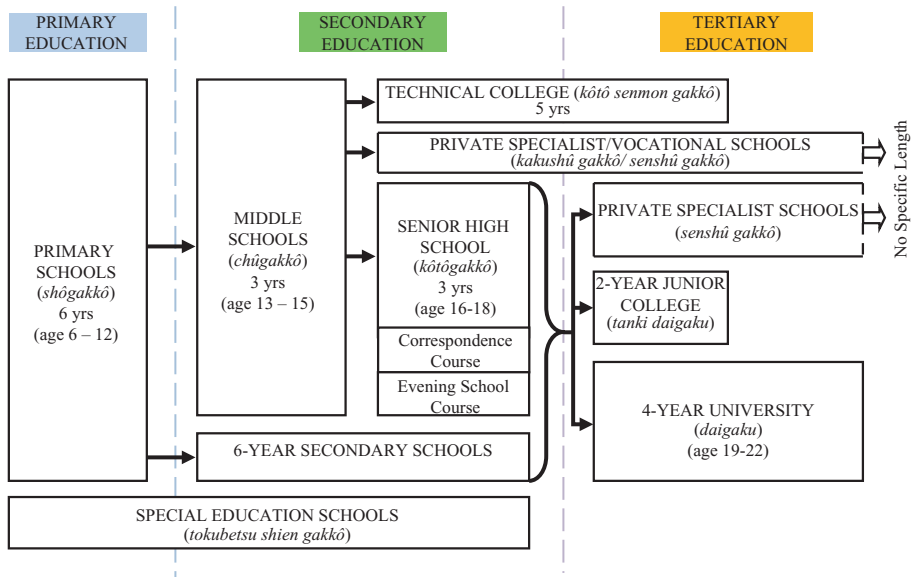 PRIMARY
EDUCATION
SECONDARY
EDUCATION
TERTIARY
EDUCATION
PRIMARY
SCHOOLS
(shôgakkô)
6 yrs
(age 6 – 12)
MIDDLE
SCHOOLS
(chûgakkô)
3 yrs
(age 13 – 15)
TECHNICAL COLLEGE (kôtô senmon gakkô)
5 yrs
PRIVATE SPECIALIST/VOCATIONAL SCHOOLS
(kakushû gakkô/ senshû gakkô)
SENIOR HIGH
SCHOOL
(kôtôgakkô)
3 yrs
(age 16-18)
Correspondence
Course
Evening School
Course
6-YEAR SECONDARY SCHOOLS
SPECIAL EDUCATION SCHOOLS
(tokubetsu shien gakkô)
PRIVATE SPECIALIST SCHOOLS
(senshû gakkô)
2-YEAR JUNIOR
COLLEGE
(tanki daigaku)
4-YEAR UNIVERSITY
(daigaku)
(age 19-22)
No Specific Length